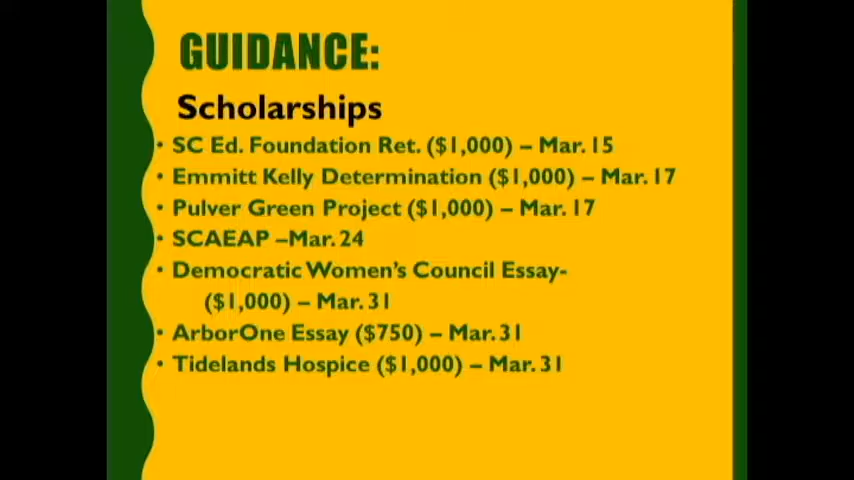 GUIDANCE:
Scholarships
• SC Ed. Foundation Ret. ($1,000) – Mar. 15
• Emmitt Kelly Determination ($1,000) – Mar. 17
• Pulver Green Project ($1,000) – Mar. 17
• SCAEAP –Mar. 24
• Democratic Women's Council Essay-
($1,000) – Mar. 31
• ArborOne Essay ($750) – Mar. 31
• Tidelands Hospice ($1,000) – Mar. 31